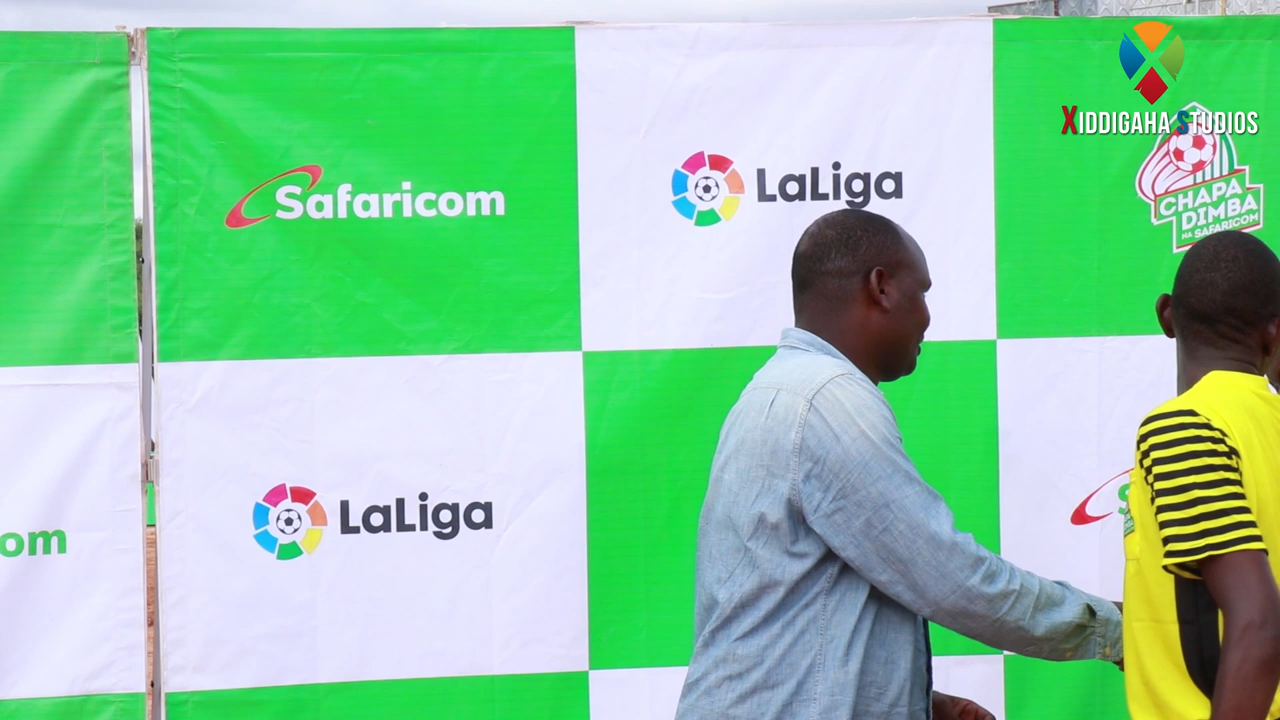 XIDDIGAHA STUDIOS
Safaricom
LaLiga
CHAPA
DIMBA
NA SAFARICOM
LaLiga
om
S